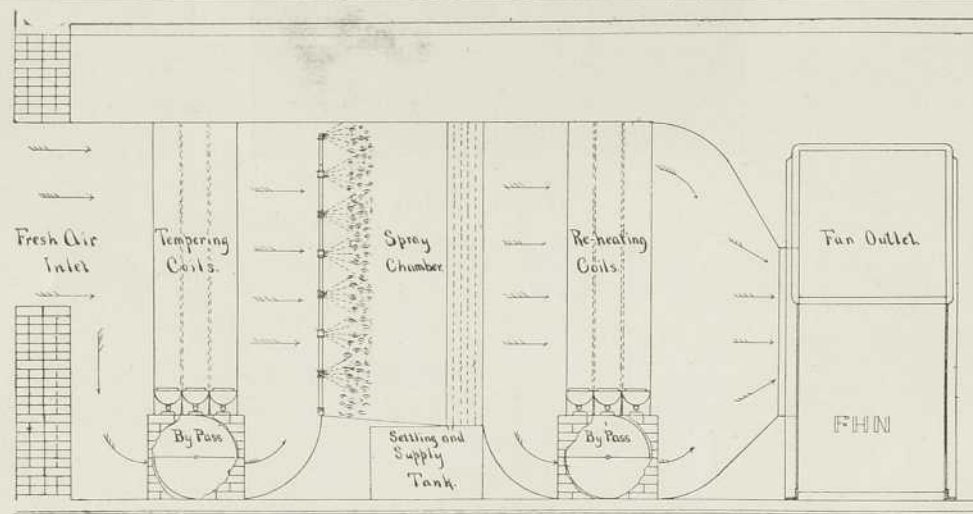 Fresh Air
Inlet
Tempering
Coils.
Spray
Chamber.
Re-heating
Coils.
Fan Outlet.
By Pass
Settling and
Supply
Tank.
By Pass
FHN